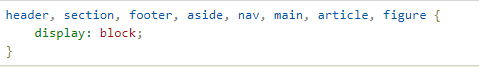 header, section, footer, aside, nav, main, article, figure {
    display: block;
}